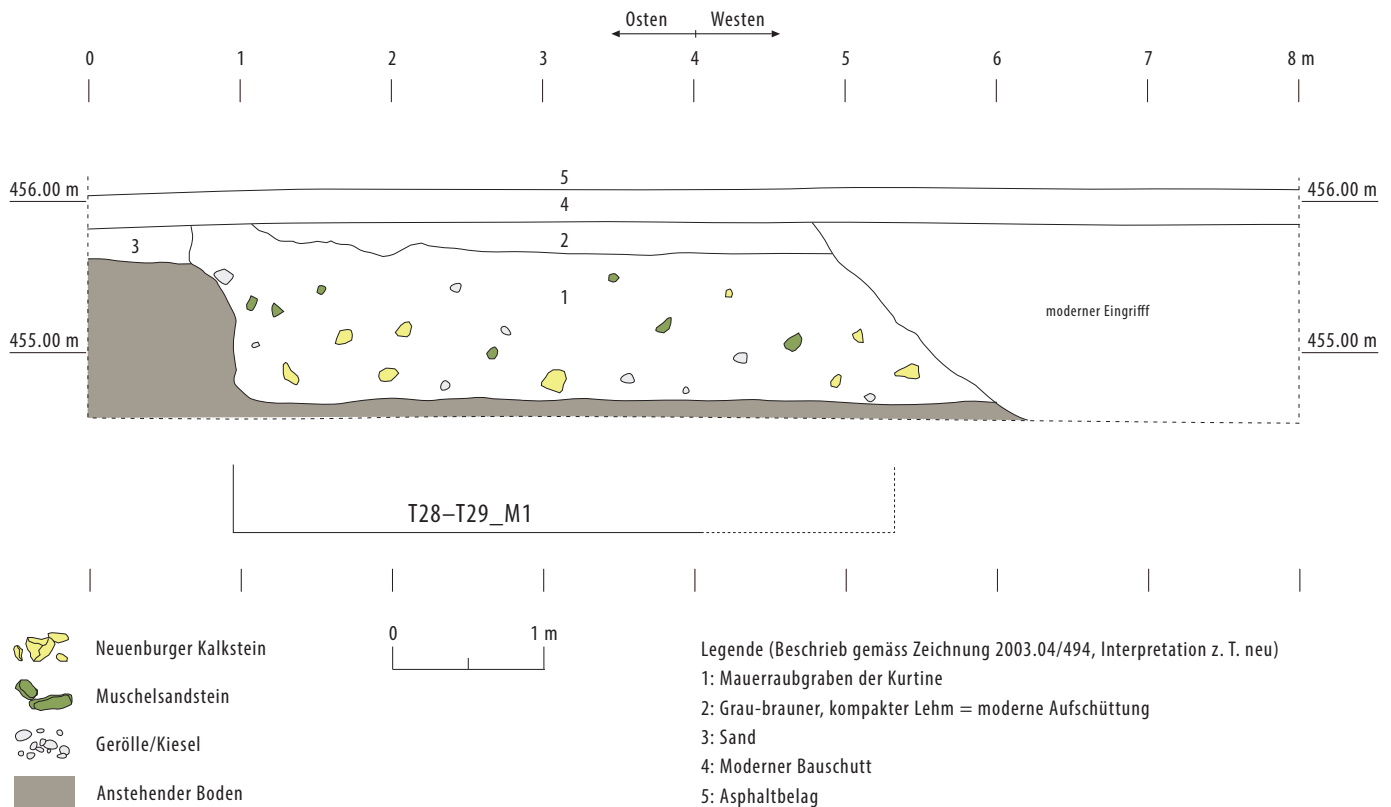 Osten Westen
0 1 2 3 4 5 6 7 8 m
5
456.00 m 456.00 m
4
2
3
1
moderner Eingrifff
455.00 m 455.00 m
T28–T29_M1
0 1 m
Neuenburger Kalkstein
Muschelsandstein
Gerölle/Kiesel
Anstehender Boden
Legende (Beschrieb gemäss Zeichnung 2003.04/494, Interpretation z. T. neu)
1: Mauerraubgraben der Kurtine
2: Grau-brauner, kompakter Lehm = moderne Aufschüttung
3: Sand
4: Moderner Bauschutt
5: Asphaltbelag